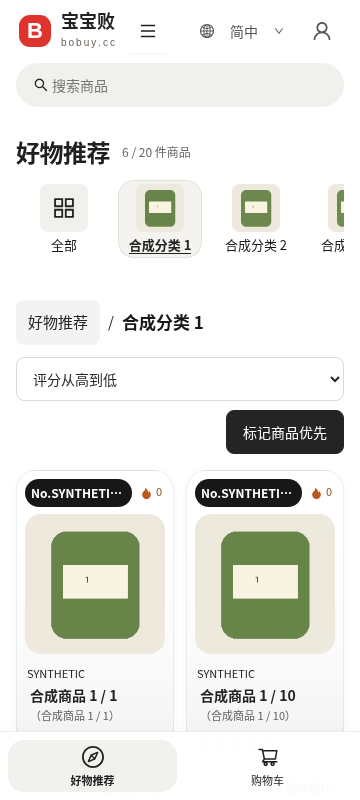 B 宝宝败
bobuy.cc
简中
搜索商品
好物推荐 6 / 20 件商品
全部 合成分类 1 合成分类 2 合成
好物推荐 / 合成分类 1
评分从高到低
标记商品优先
No.SYNTHETI… 0 No.SYNTHETI… 0
1 1
SYNTHETIC SYNTHETIC
合成商品 1 / 1 合成商品 1 / 10
（合成商品 1 / 1） （合成商品 1 / 10）
好物推荐 购物车